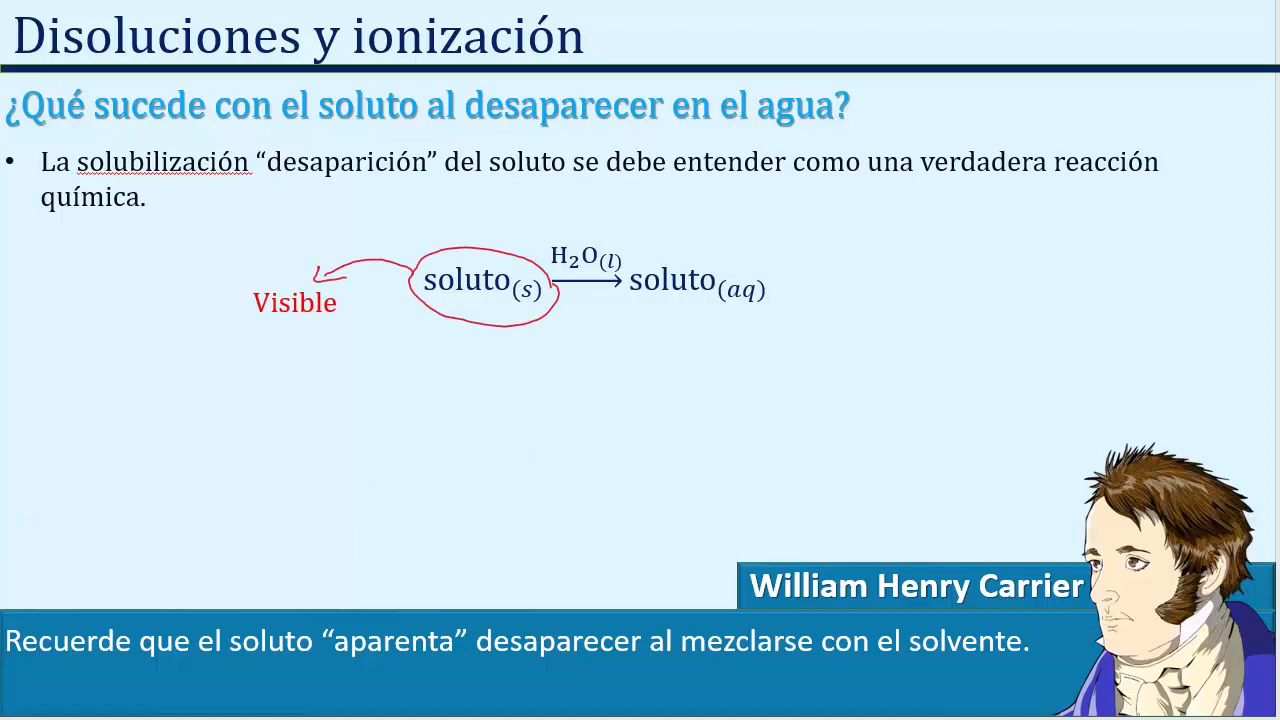 Disoluciones y ionización
¿Qué sucede con el soluto al desaparecer en el agua?
• La solubilización “desaparición” del soluto se debe entender como una verdadera reacción
química.
soluto(s) H₂O(l) ⟶ soluto(aq)
Visible
William Henry Carrier
Recuerde que el soluto “aparenta” desaparecer al mezclarse con el solvente.